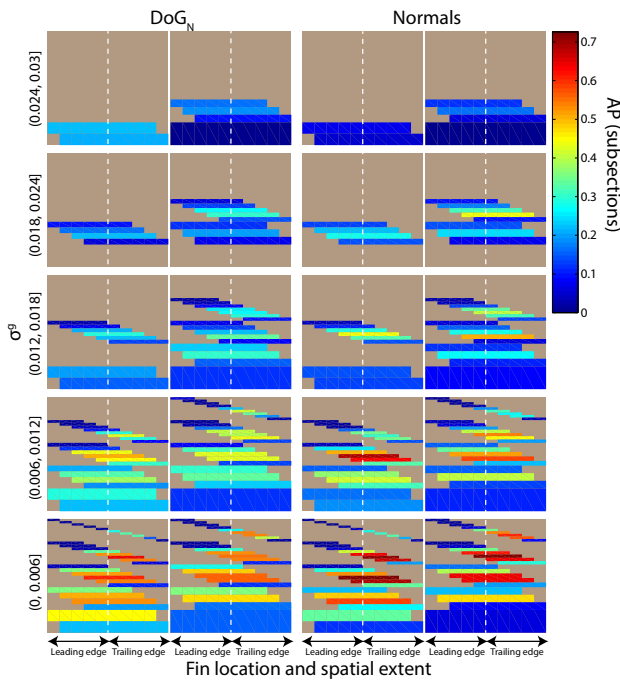 DoG_N Normals
(0.024, 0.03]
(0.018, 0.024]
(0.012, 0.018]
(0.006, 0.012]
(0, 0.006]
σ^g
0.7
0.6
0.5
0.4
0.3
0.2
0.1
0
AP (subsections)
Leading edge Trailing edge Leading edge Trailing edge Leading edge Trailing edge Leading edge Trailing edge
Fin location and spatial extent